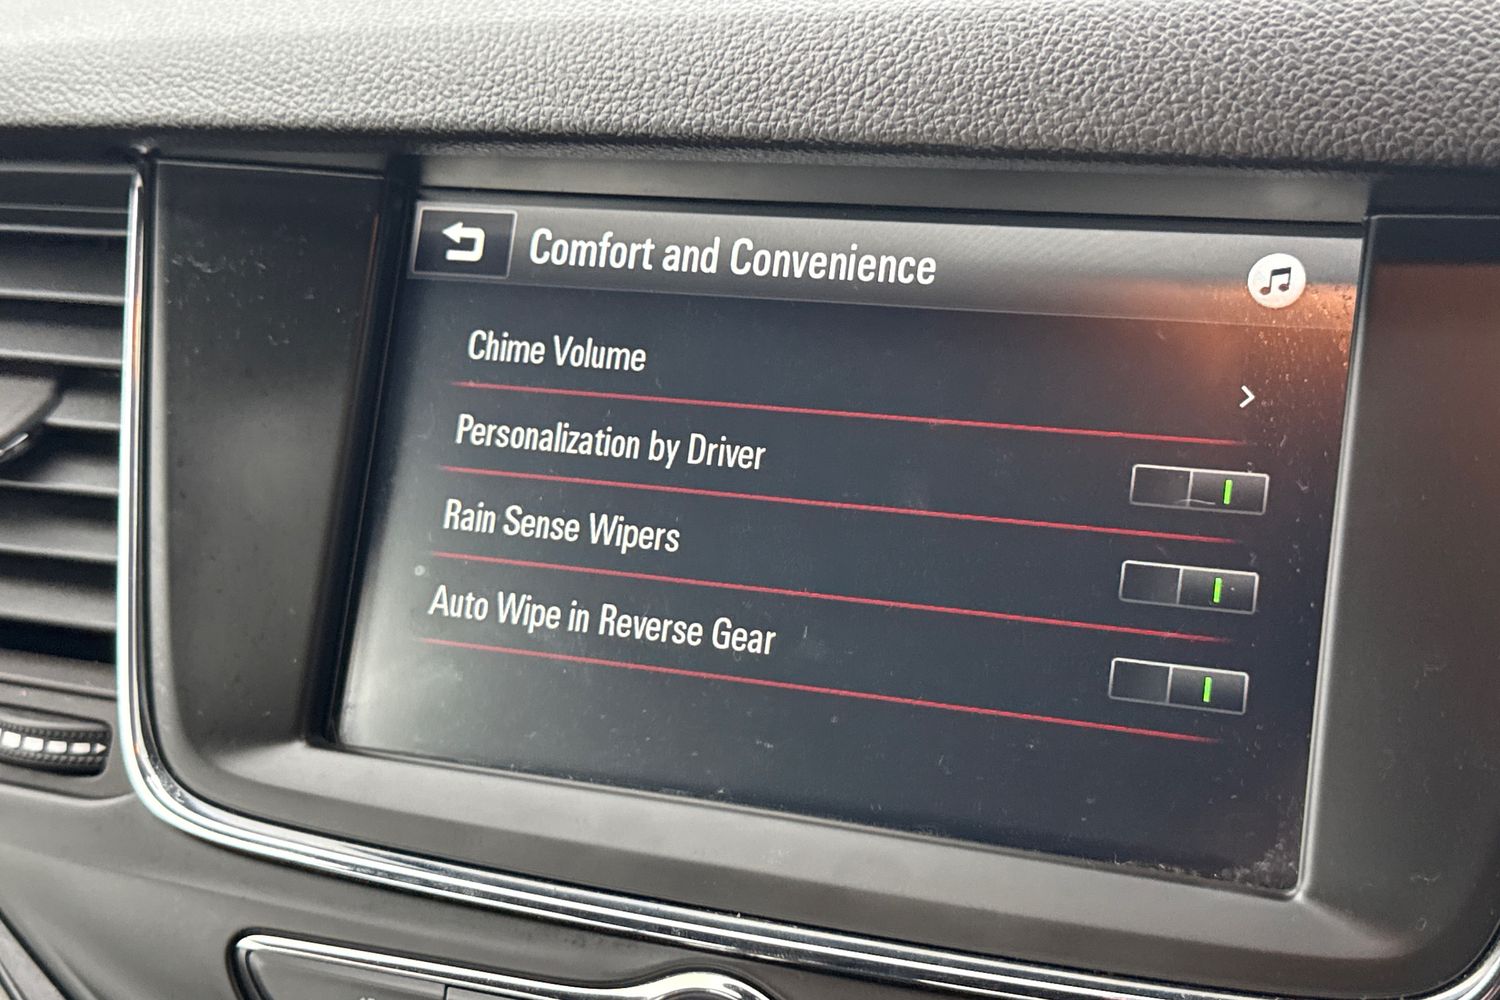 Comfort and Convenience
Chime Volume
Personalization by Driver
Rain Sense Wipers
Auto Wipe in Reverse Gear